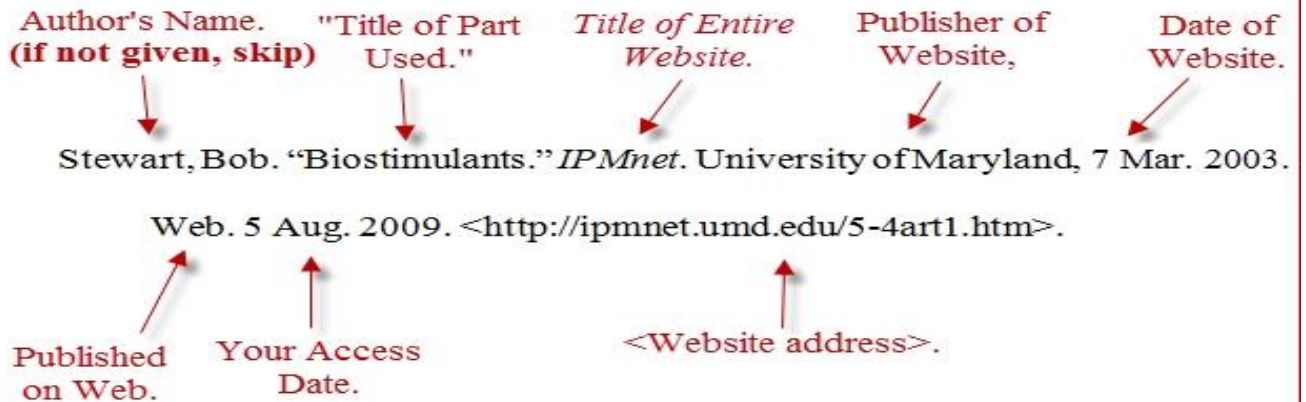 Author's Name.
(if not given, skip)
"Title of Part
Used."
Title of Entire
Website.
Publisher of
Website,
Date of
Website.
Stewart, Bob. “Biostimulants.” IPMnet. University of Maryland, 7 Mar. 2003.
Web. 5 Aug. 2009. <http://ipmnet.umd.edu/5-4art1.htm>.
Published
on Web.
Your Access
Date.
<Website address>.